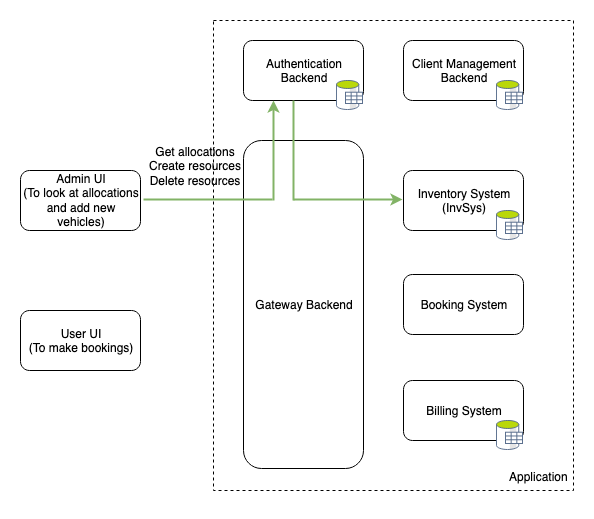 Authentication
Backend
Client Management
Backend
Get allocations
Create resources
Delete resources
Admin UI
(To look at allocations
and add new
vehicles)
Inventory System
(InvSys)
Gateway Backend
Booking System
User UI
(To make bookings)
Billing System
Application